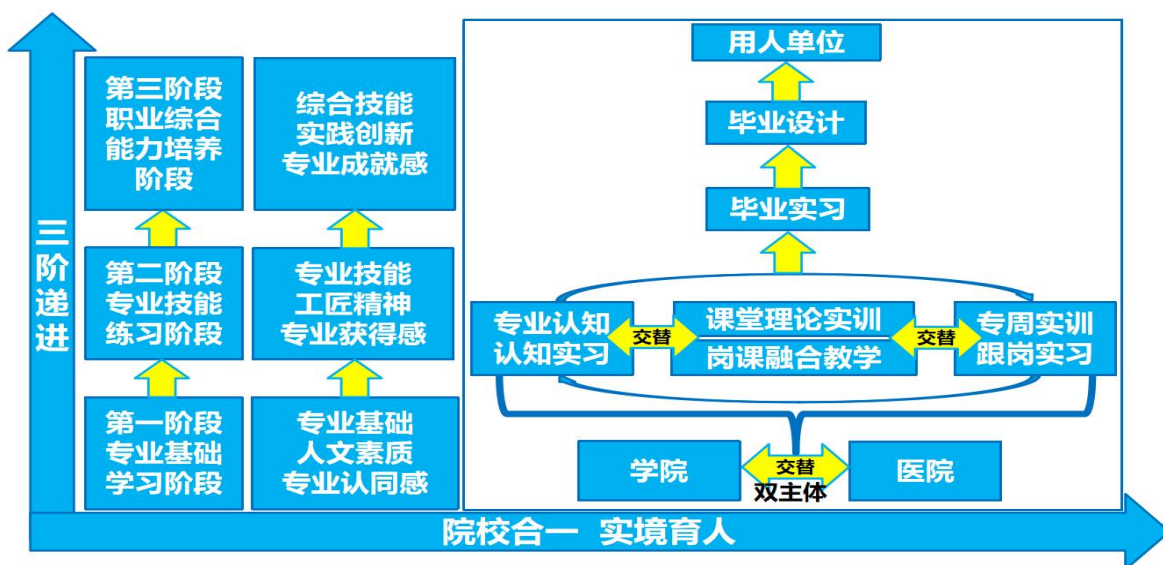 三
阶
递
进
第三阶段
职业综合
能力培养
阶段
综合技能
实践创新
专业成就感
第二阶段
专业技能
练习阶段
专业技能
工匠精神
专业获得感
第一阶段
专业基础
学习阶段
专业基础
人文素质
专业认同感
用人单位
毕业设计
毕业实习
专业认知
认知实习
交替
课堂理论实训
岗课融合教学
交替
专周实训
跟岗实习
学院
交替
双主体
医院
院校合一 实境育人